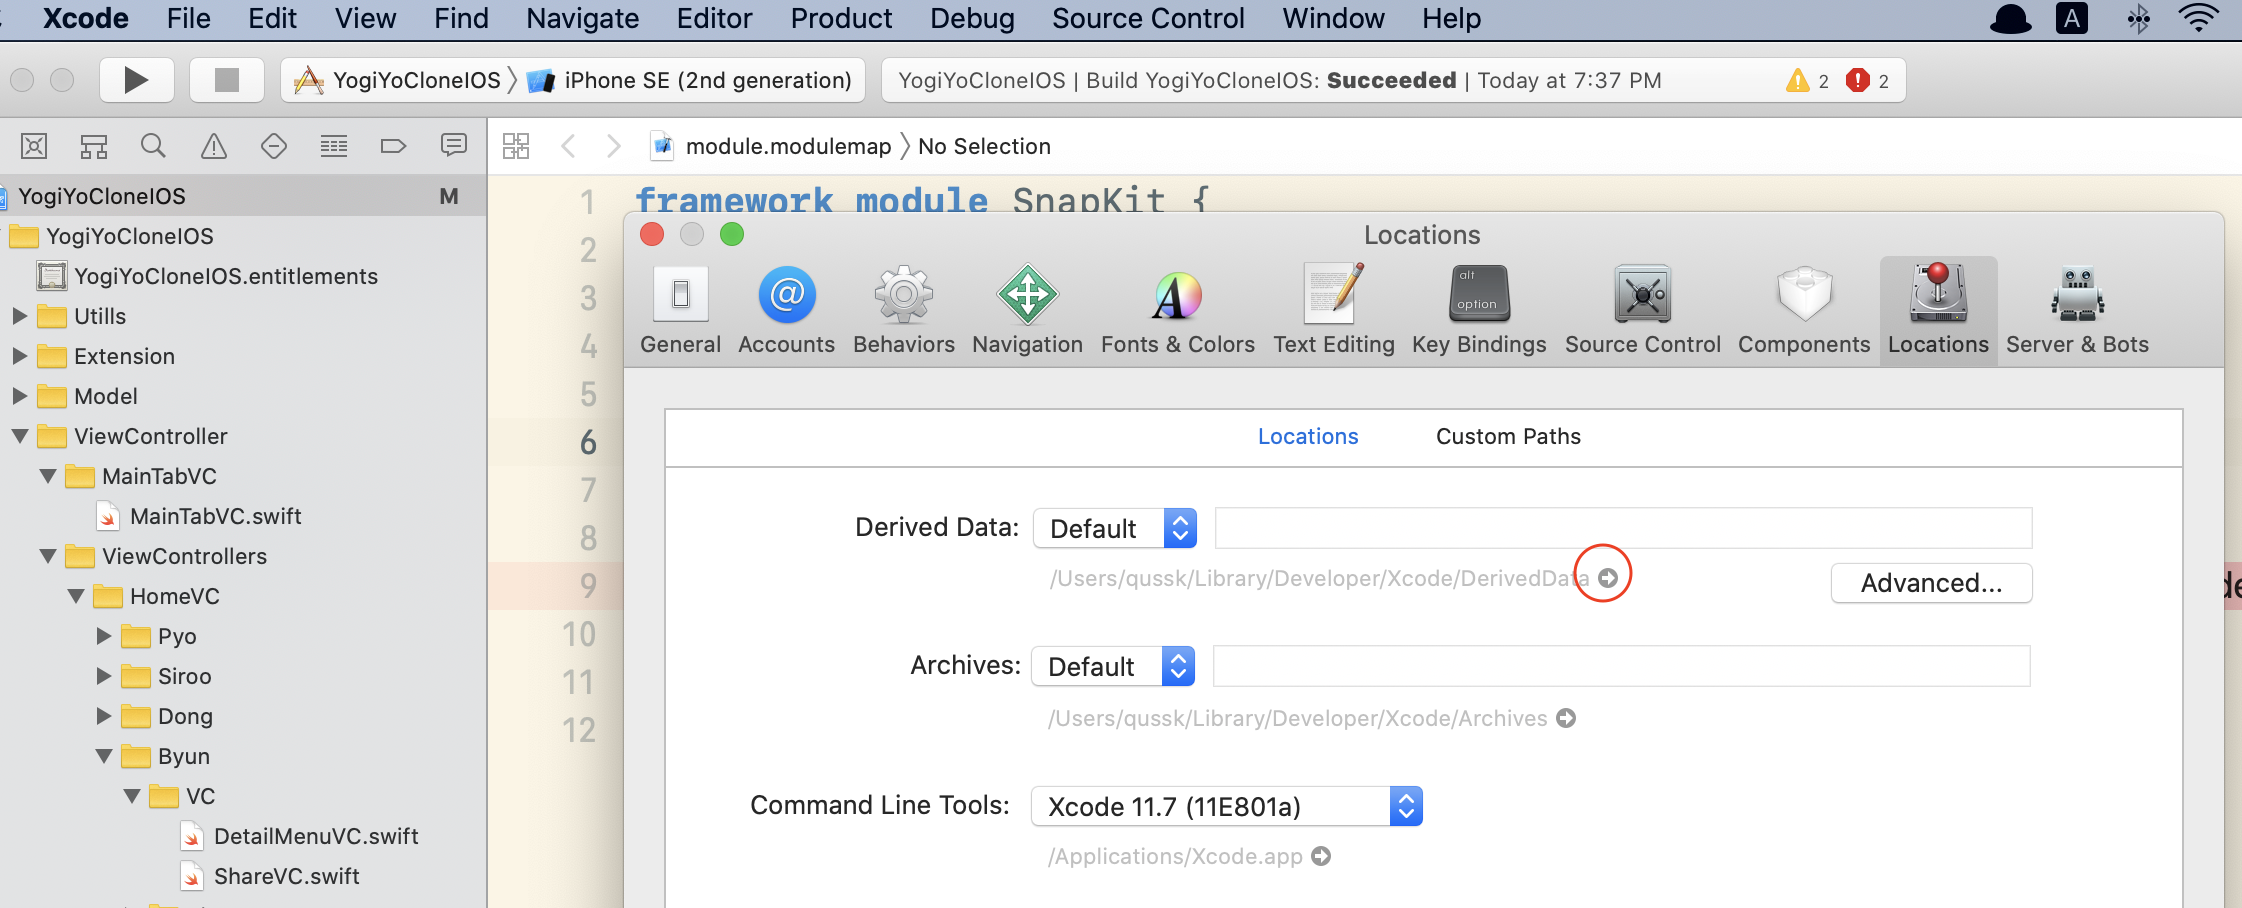 Xcode File Edit View Find Navigate Editor Product Debug Source Control Window Help A
YogiYoCloneIOS iPhone SE (2nd generation) YogiYoCloneIOS | Build YogiYoCloneIOS: Succeeded | Today at 7:37 PM 2 2
module.modulemap No Selection
YogiYoCloneIOS M
YogiYoCloneIOS
YogiYoCloneIOS.entitlements
Utills
Extension
Model
ViewController
MainTabVC
MainTabVC.swift
ViewControllers
HomeVC
Pyo
Siroo
Dong
Byun
VC
DetailMenuVC.swift
ShareVC.swift
1 framework module SnapKit {
2
3
4
5
6
7
8
9
10
11
12
Locations
alt
option
General Accounts Behaviors Navigation Fonts & Colors Text Editing Key Bindings Source Control Components Locations Server & Bots
Locations Custom Paths
Derived Data: Default
/Users/qussk/Library/Developer/Xcode/DerivedData
Advanced...
Archives: Default
/Users/qussk/Library/Developer/Xcode/Archives
Command Line Tools: Xcode 11.7 (11E801a)
/Applications/Xcode.app